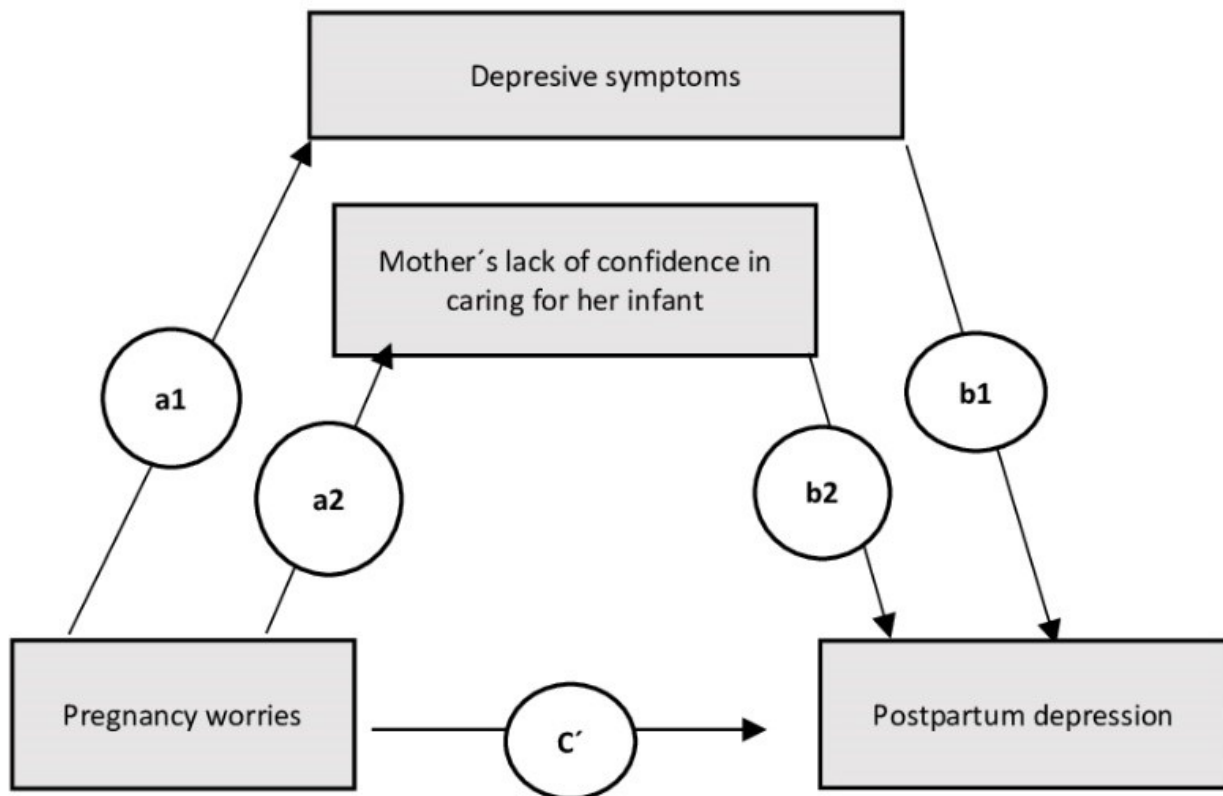 Depresive symptoms
Mother´s lack of confidence in
caring for her infant
a1
b1
a2
b2
Pregnancy worries
C´
Postpartum depression